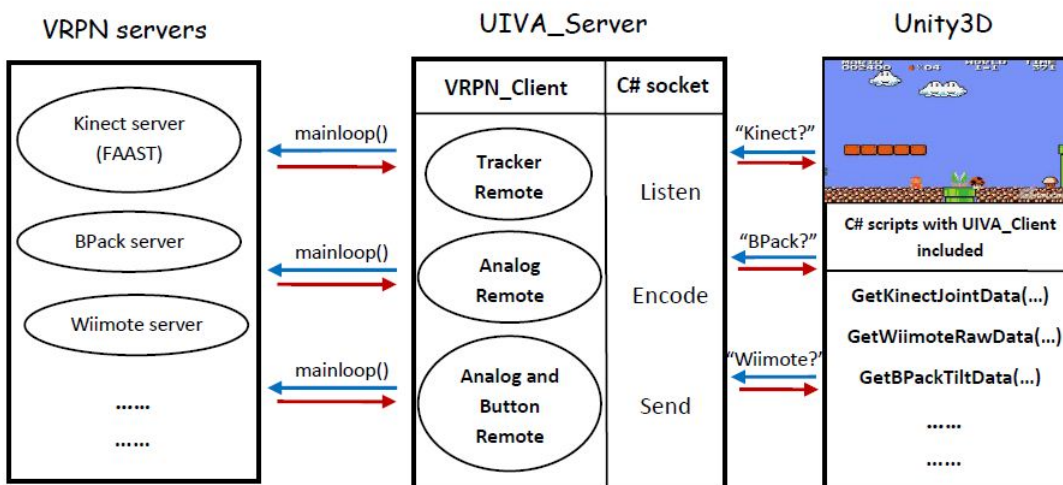 VRPN servers
UIVA_Server
Unity3D
Kinect server
(FAAST)
BPack server
Wiimote server
......
......
mainloop()
mainloop()
mainloop()
VRPN_Client
C# socket
Tracker
Remote
Analog
Remote
Analog and
Button
Remote
Listen
Encode
Send
“Kinect?”
“BPack?”
“Wiimote?”
C# scripts with UIVA_Client
included
GetKinectJointData(...)
GetWiimoteRawData(...)
GetBPackTiltData(...)
......
......